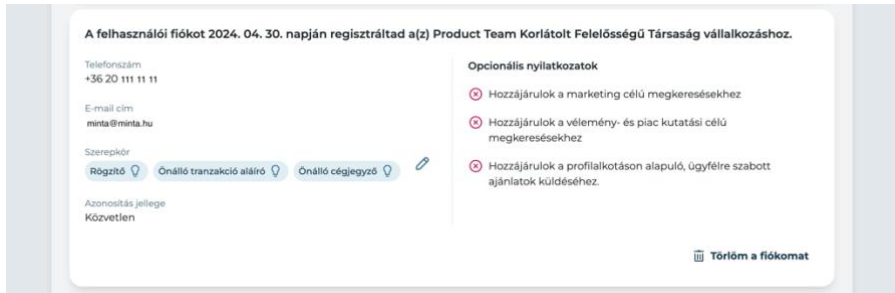 A felhasználói fiókot 2024. 04. 30. napján regisztráltad a(z) Product Team Korlátolt Felelősségű Társaság vállalkozáshoz.
Telefonszám
+36 20 111 11 11
E-mail cím
minta@minta.hu
Szerepkör
Rögzítő
Önálló tranzakció aláíró
Önálló cégjegyző
Azonosítás jellege
Közvetlen
Opcionális nyilatkozatok
Hozzájárulok a marketing célú megkeresésekhez
Hozzájárulok a vélemény- és piac kutatási célú
megkeresésekhez
Hozzájárulok a profilalkotáson alapuló, ügyfélre szabott
ajánlatok küldéséhez.
Törlöm a fiókomat